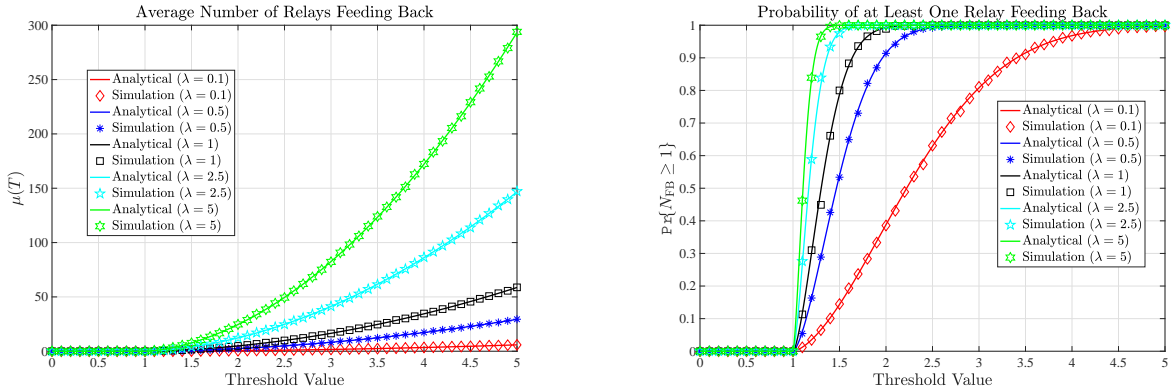 Average Number of Relays Feeding Back
300
250
200
150
100
50
0
μ(T)
Analytical (λ = 0.1)
Simulation (λ = 0.1)
Analytical (λ = 0.5)
Simulation (λ = 0.5)
Analytical (λ = 1)
Simulation (λ = 1)
Analytical (λ = 2.5)
Simulation (λ = 2.5)
Analytical (λ = 5)
Simulation (λ = 5)
0 0.5 1 1.5 2 2.5 3 3.5 4 4.5 5
Threshold Value
Probability of at Least One Relay Feeding Back
1
0.9
0.8
0.7
0.6
0.5
0.4
0.3
0.2
0.1
0
Pr{N_FB ≥ 1}
Analytical (λ = 0.1)
Simulation (λ = 0.1)
Analytical (λ = 0.5)
Simulation (λ = 0.5)
Analytical (λ = 1)
Simulation (λ = 1)
Analytical (λ = 2.5)
Simulation (λ = 2.5)
Analytical (λ = 5)
Simulation (λ = 5)
0 0.5 1 1.5 2 2.5 3 3.5 4 4.5 5
Threshold Value